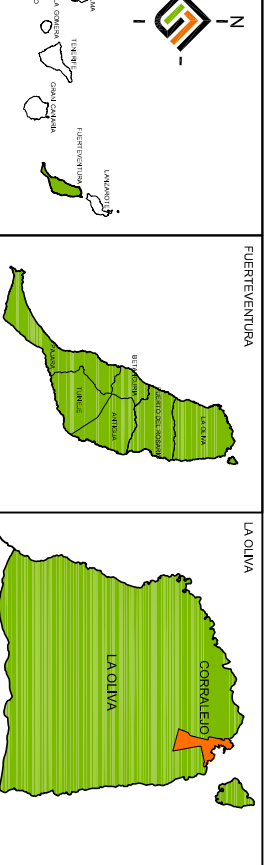 N
LANZAROTE
FUERTEVENTURA
GRAN CANARIA
TENERIFE
LA GOMERA
FUERTEVENTURA
LA OLIVA
PUERTO DEL ROSARIO
BETANCURIA
ANTIGUA
TUINEJE
PAJARA
LA OLIVA
CORRALEJO
LA OLIVA